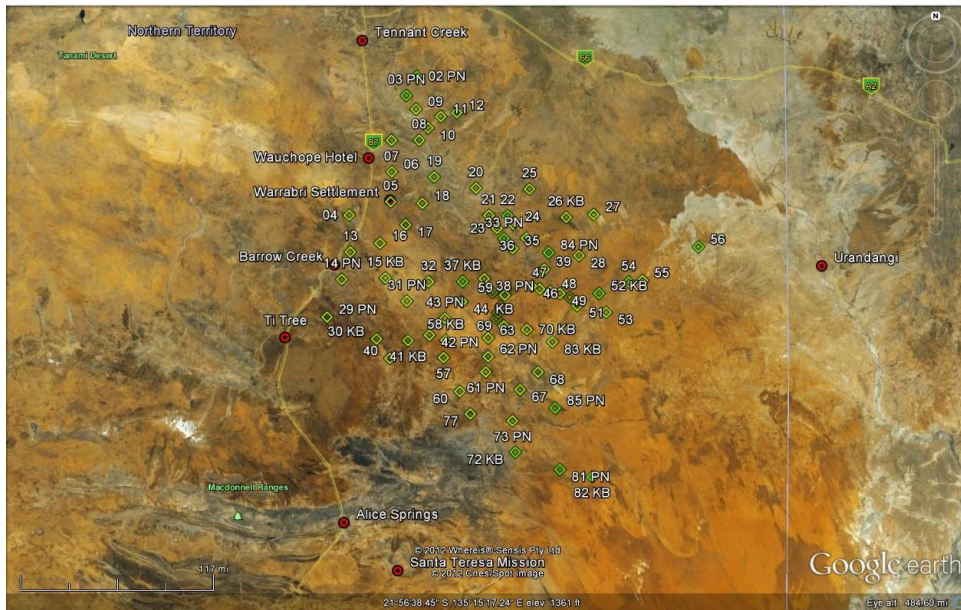 N
Northern Territory
Tennant Creek
Tanami Desert
66
03 PN
02 PN
A2
09
11
12
08
10
87
Wauchope Hotel
07
06
19
Warrabri Settlement
05
20
25
18
04
21
22
26 KB
27
33 PN
24
23
16
17
36
35
13
84 PN
56
Barrow Creek
14 PN
15 KB
32
37 KB
39
28
Urandangi
31 PN
59
47
48
54
55
38 PN
46
52 KB
29 PN
43 PN
44
KB
49
51
53
Ti Tree
30 KB
58 KB
69
63
70 KB
40
41 KB
42 PN
62 PN
83 KB
57
68
61 PN
60
67
85 PN
77
73 PN
72 KB
81 PN
82 KB
Macdonnell Ranges
Alice Springs
© 2012 Whereis® Sensis Pty Ltd
Santa Teresa Mission
© 2012 Cnes/Spot Image
117 mi
Google earth
21°56'38.45" S 135°15'17.24" E elev 1361 ft
Eye alt 484.60 mi